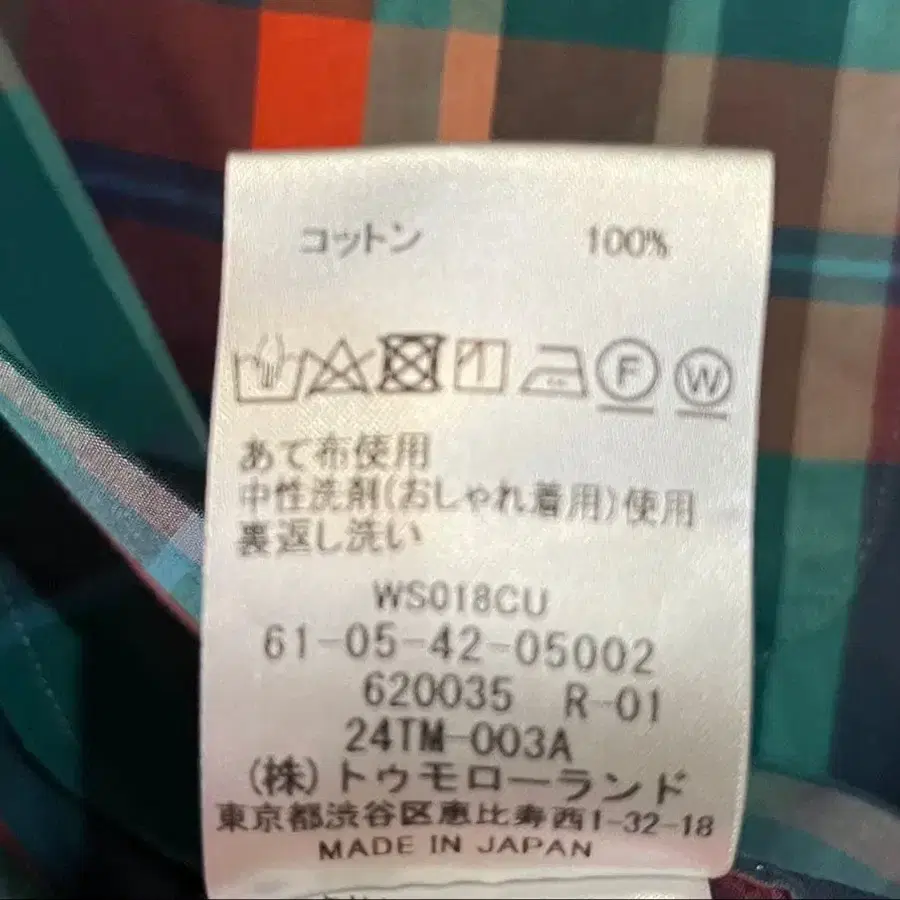 コットン 100%
F W
あて布使用
中性洗剤(おしゃれ着用)使用
裏返し洗い
WS018CU
61-05-42-05002
620035 R-01
24TM-003A
(株)トゥモローランド
東京都渋谷区恵比寿西1-32-18
MADE IN JAPAN